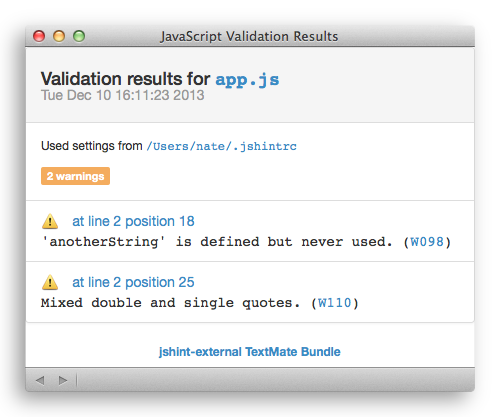 JavaScript Validation Results
Validation results for app.js
Tue Dec 10 16:11:23 2013
Used settings from /Users/nate/.jshintrc
2 warnings
at line 2 position 18
'anotherString' is defined but never used. (W098)
at line 2 position 25
Mixed double and single quotes. (W110)
jshint-external TextMate Bundle